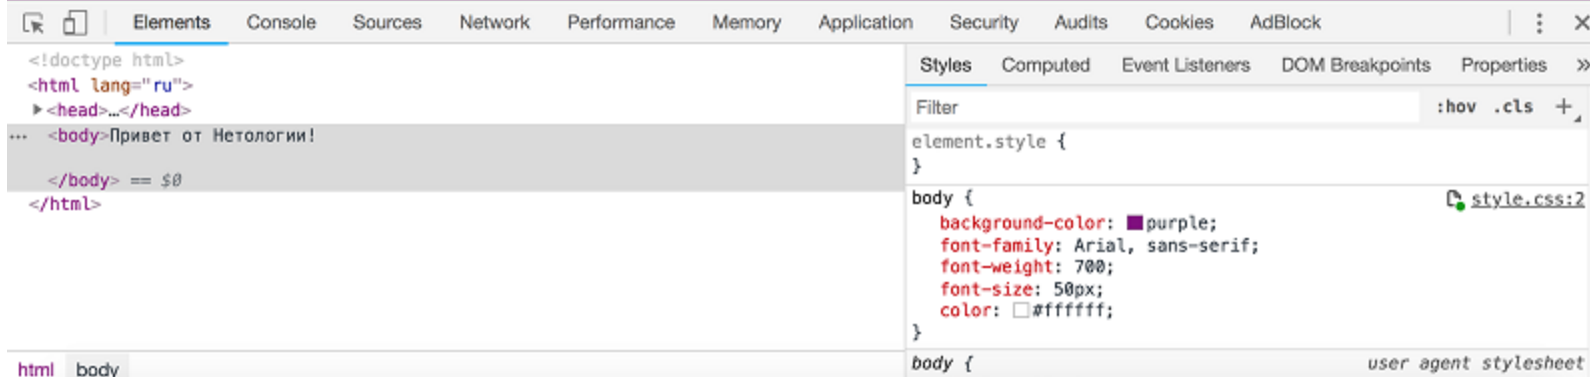 Elements Console Sources Network Performance Memory Application Security Audits Cookies AdBlock
<!doctype html>
<html lang="ru">
<head>…</head>
<body>Привет от Нетологии!
</body> == $0
</html>
html body
Styles Computed Event Listeners DOM Breakpoints Properties
Filter :hov .cls +
element.style {
}
body { style.css:2
background-color: purple;
font-family: Arial, sans-serif;
font-weight: 700;
font-size: 50px;
color: #ffffff;
}
body { user agent stylesheet